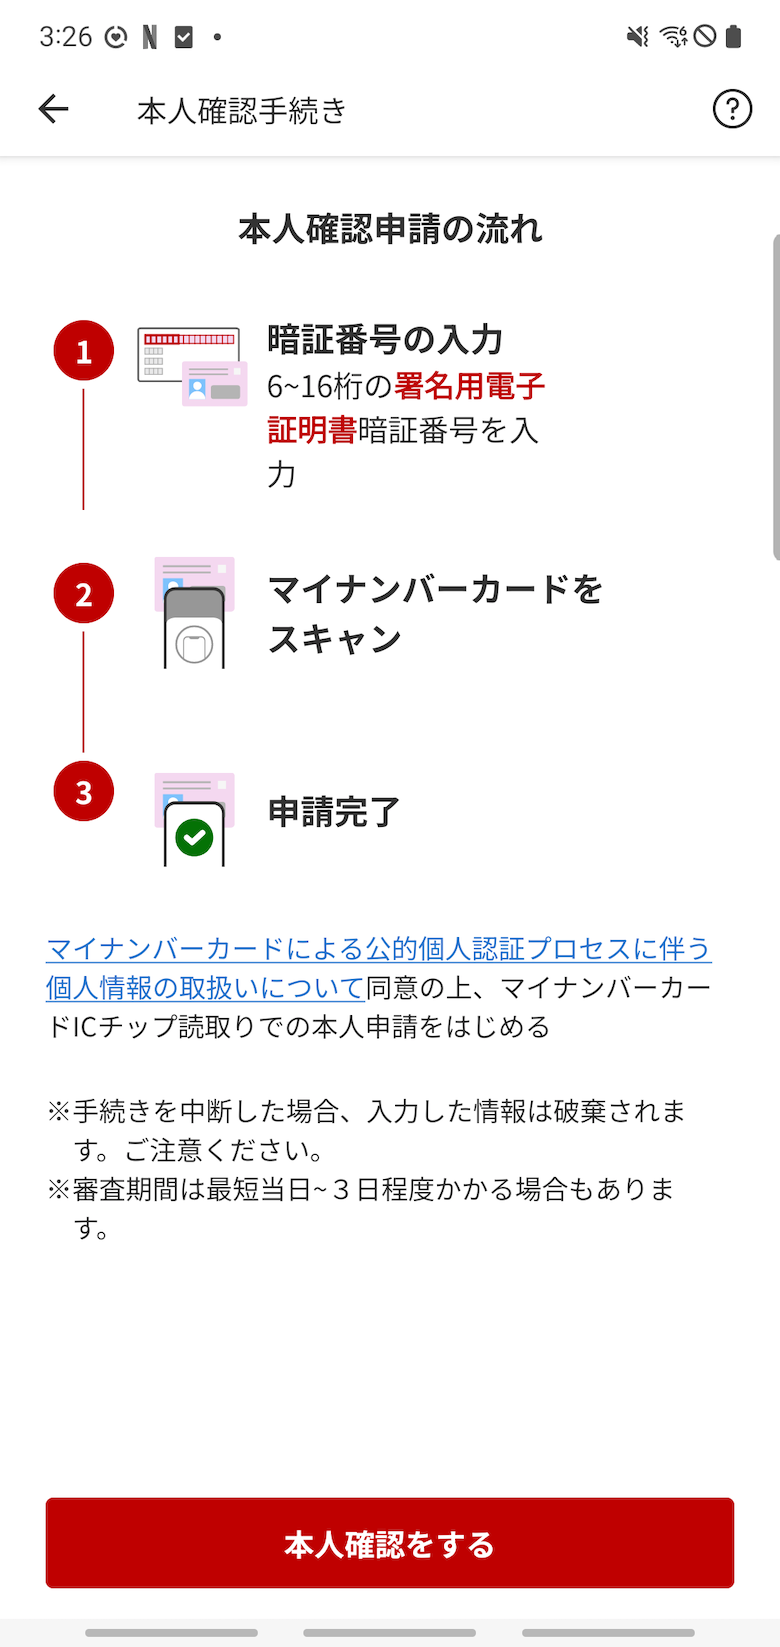 3:26
本人確認手続き
本人確認申請の流れ
1
暗証番号の入力
6~16桁の署名用電子
証明書暗証番号を入
力
2
マイナンバーカードを
スキャン
3
申請完了
マイナンバーカードによる公的個人認証プロセスに伴う
個人情報の取扱いについて同意の上、マイナンバーカー
ドICチップ読取りでの本人申請をはじめる
※手続きを中断した場合、入力した情報は破棄されま
す。ご注意ください。
※審査期間は最短当日~３日程度かかる場合もありま
す。
本人確認をする